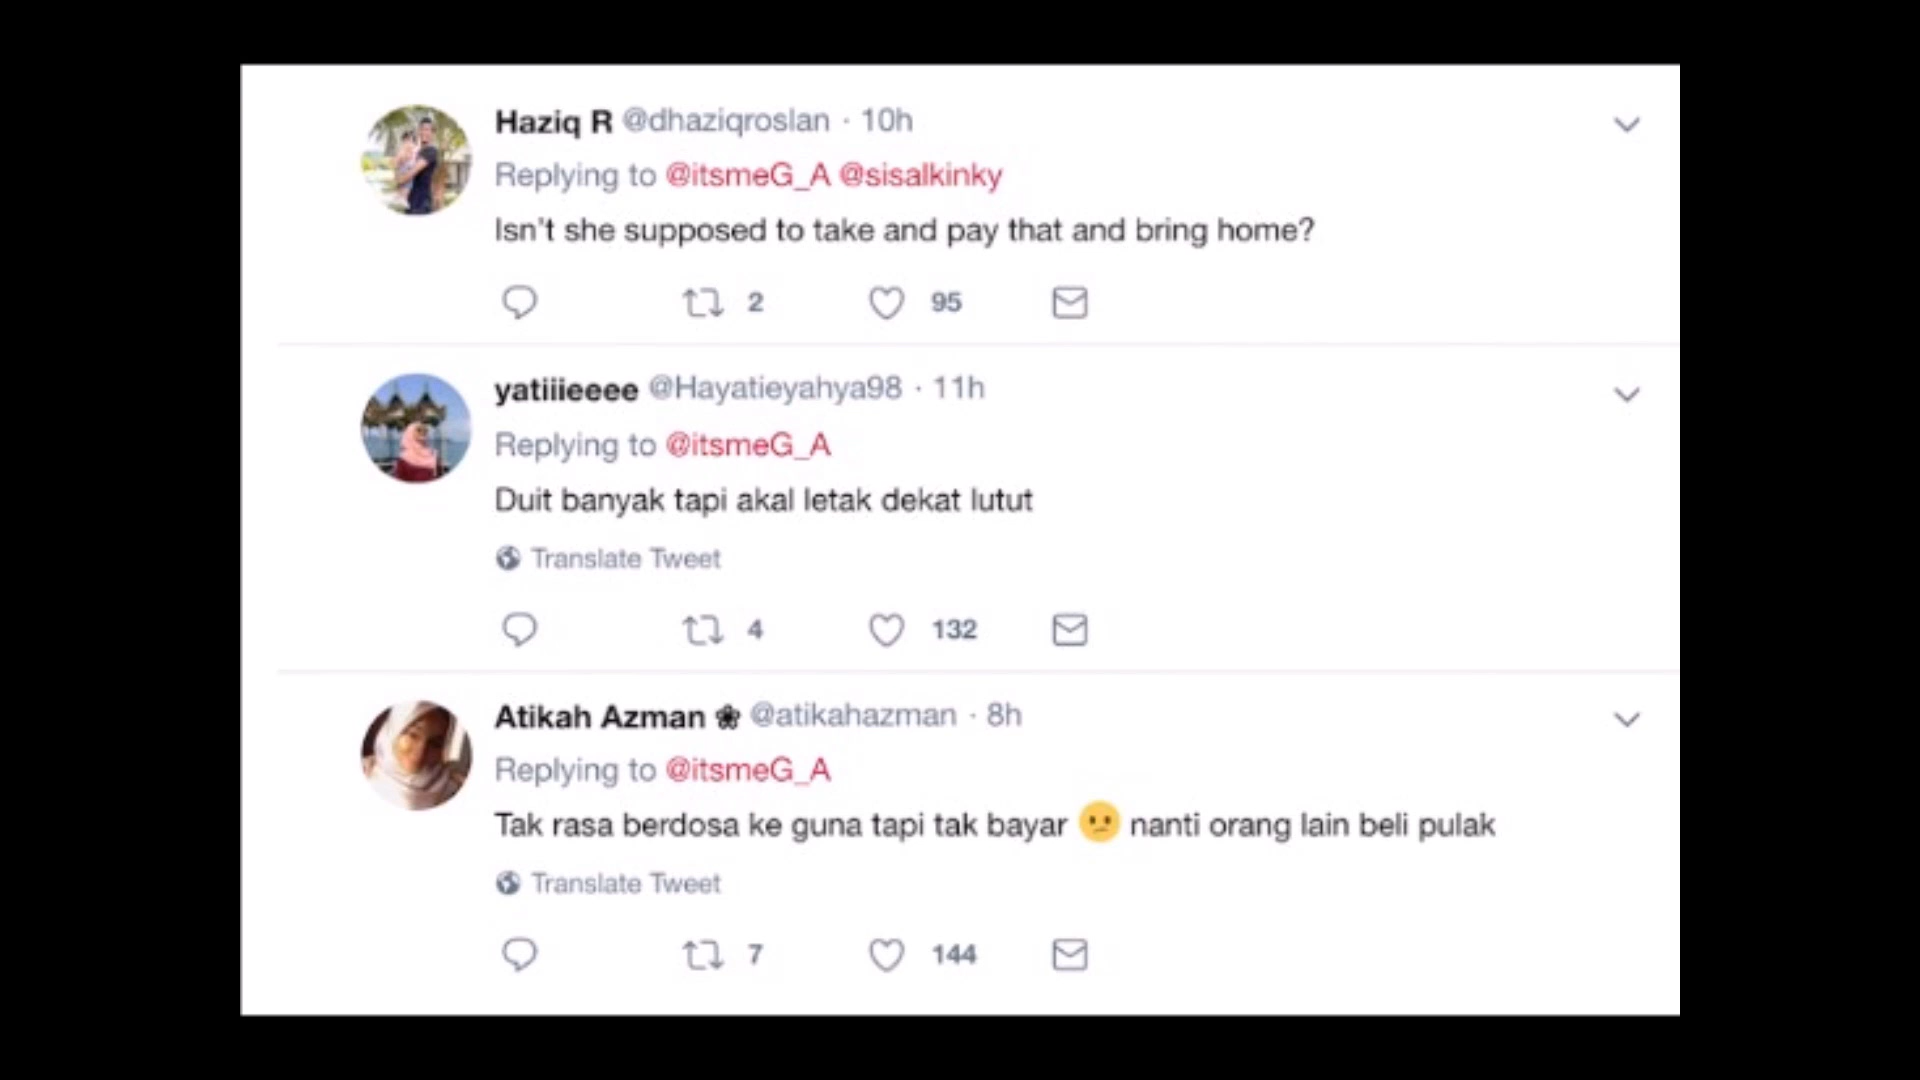 Haziq R @dhaziqroslan · 10h
Replying to @itsmeG_A @sisalkinky
Isn't she supposed to take and pay that and bring home?
2 95
yatiiieeee @Hayatieyahya98 · 11h
Replying to @itsmeG_A
Duit banyak tapi akal letak dekat lutut
Translate Tweet
4 132
Atikah Azman ❀ @atikahazman · 8h
Replying to @itsmeG_A
Tak rasa berdosa ke guna tapi tak bayar 😕 nanti orang lain beli pulak
Translate Tweet
7 144